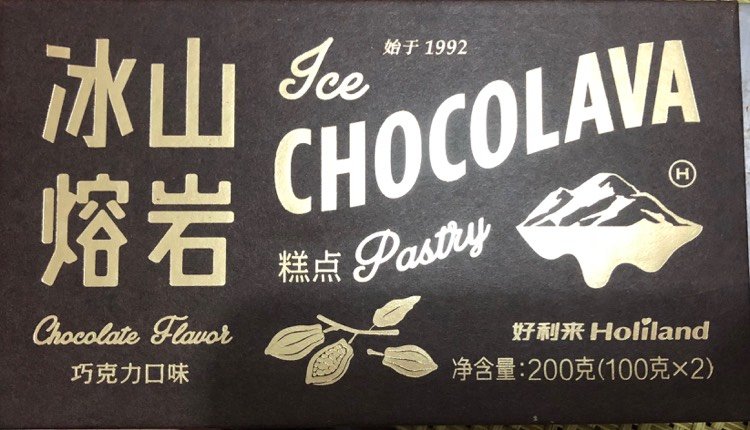 冰山
熔岩
Chocolate Flavor
巧克力口味
始于 1992
Ice
CHOCOLAVA
糕点 Pastry
H
好利来 Holiland
净含量:200克(100克×2)